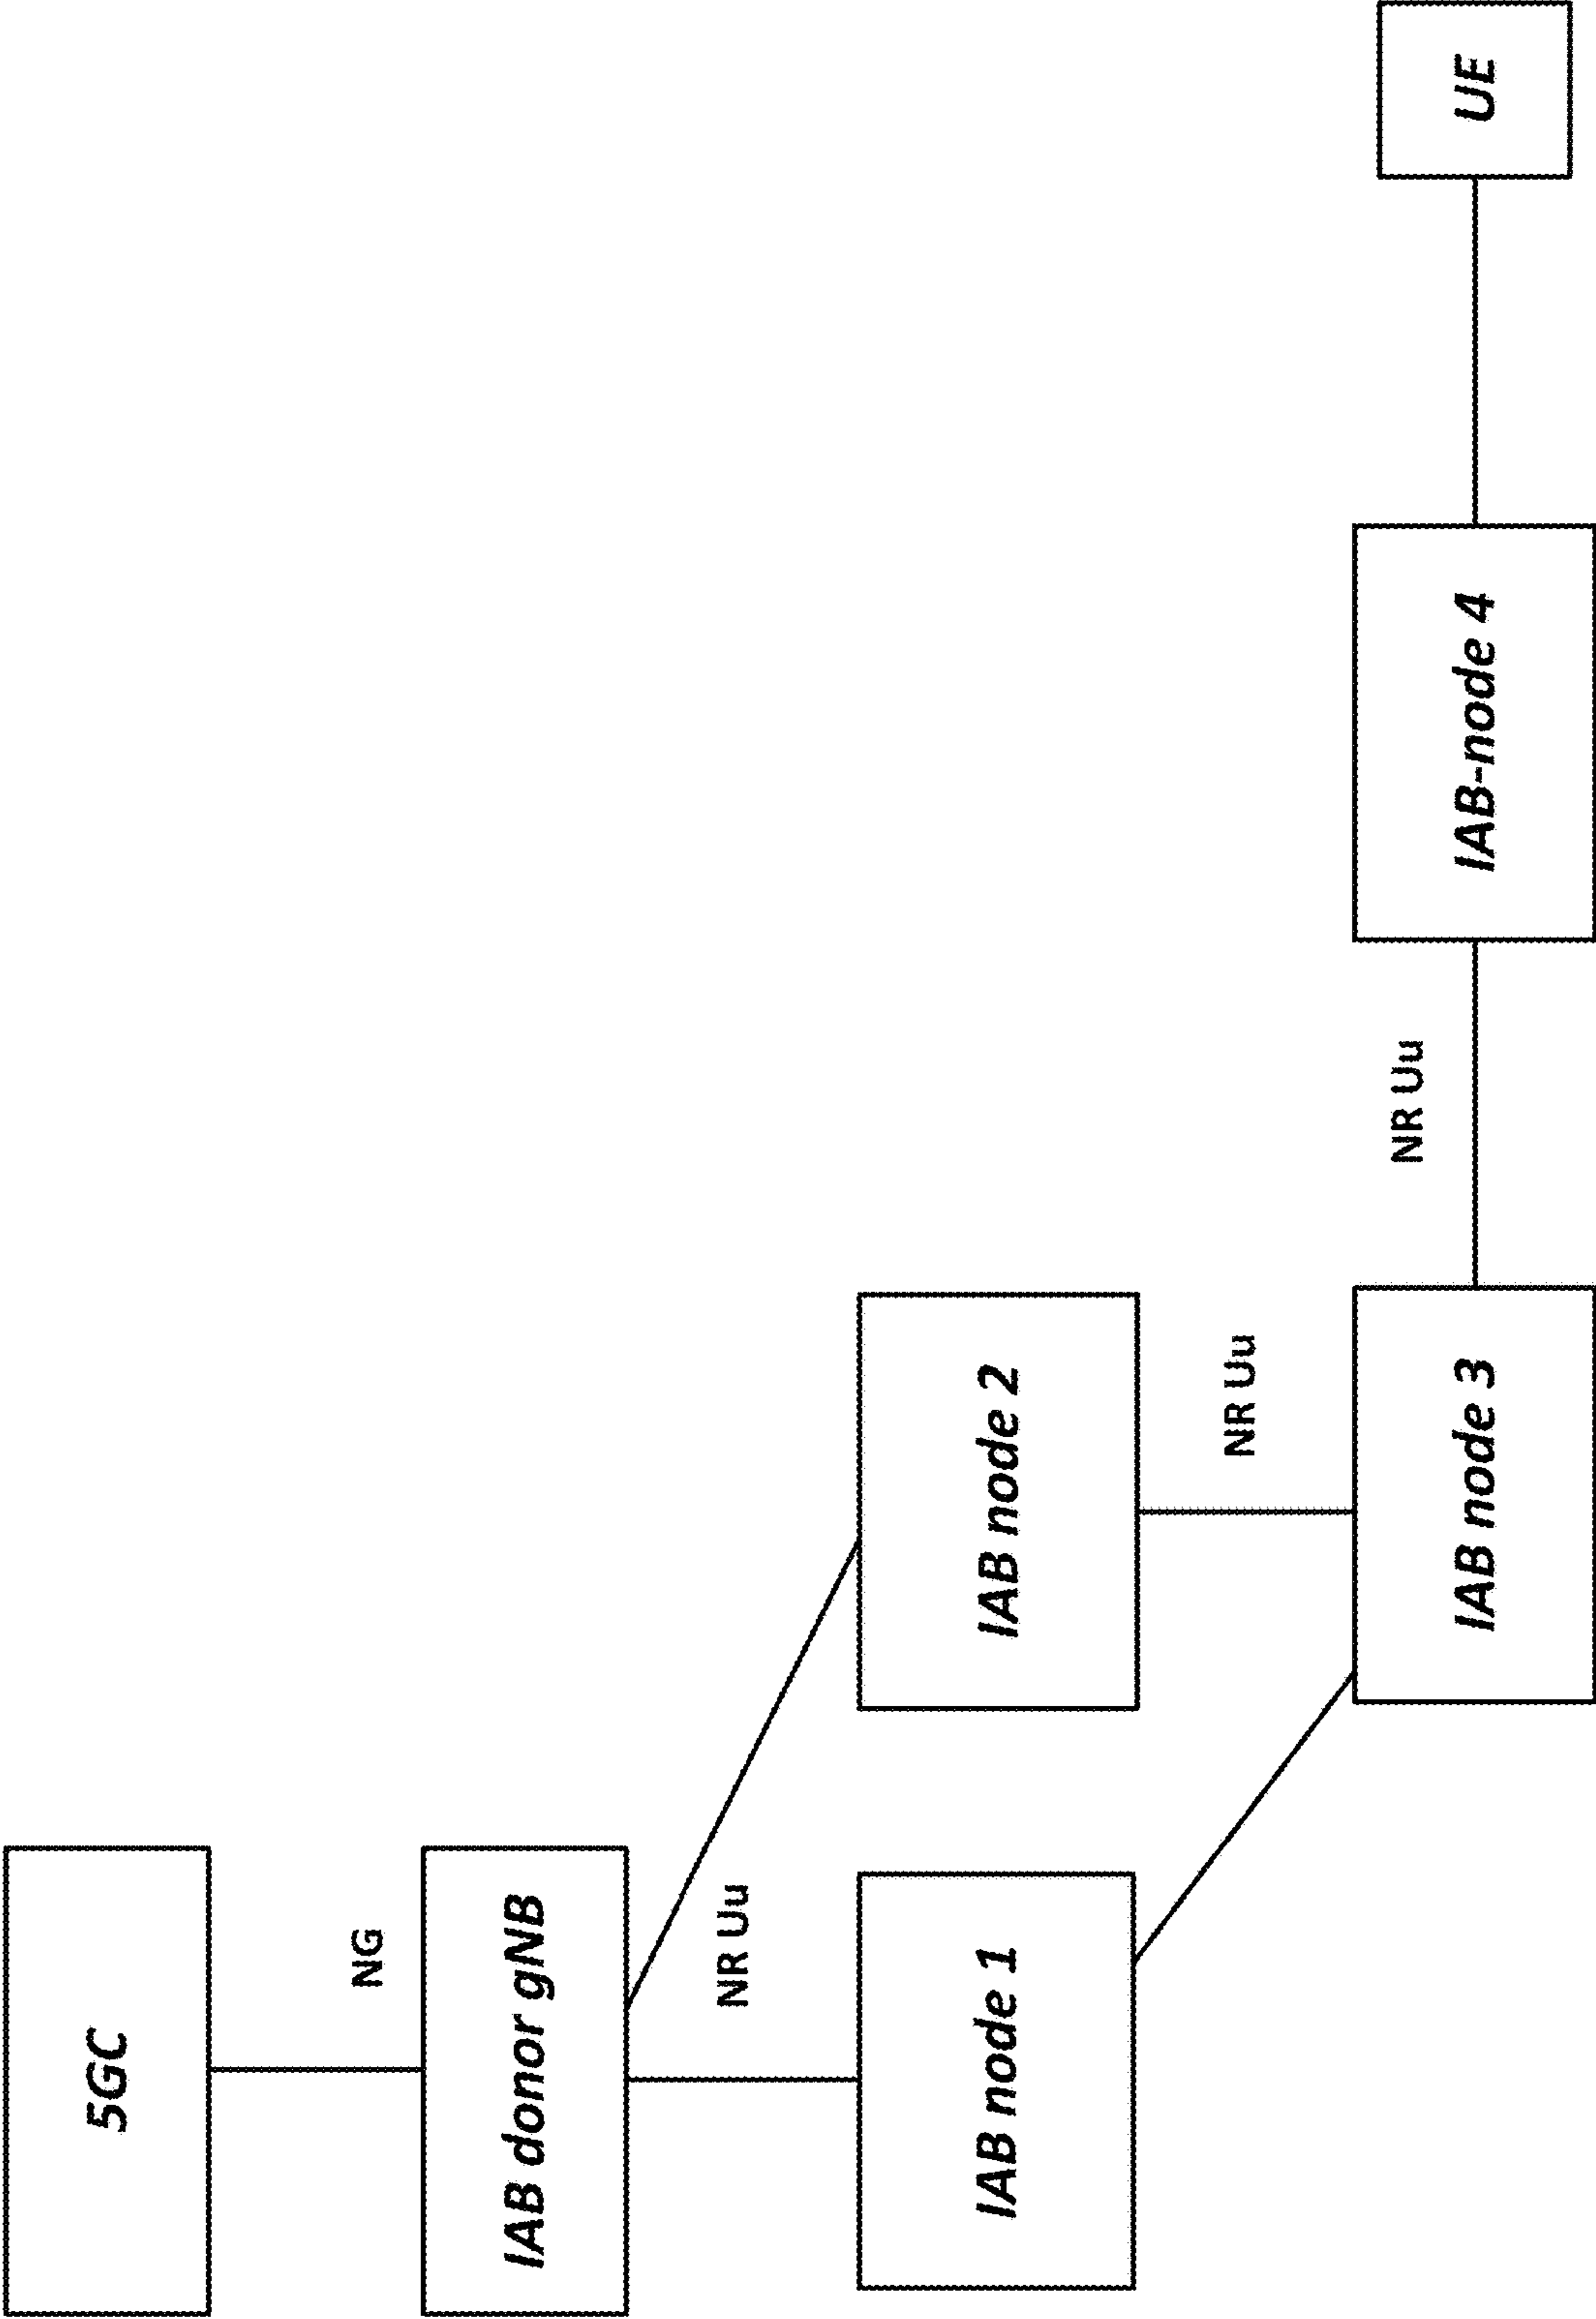 5GC
NG
IAB donor gNB
NR Uu
IAB node 1
IAB node 2
NR Uu
IAB node 3
NR Uu
IAB-node 4
UE